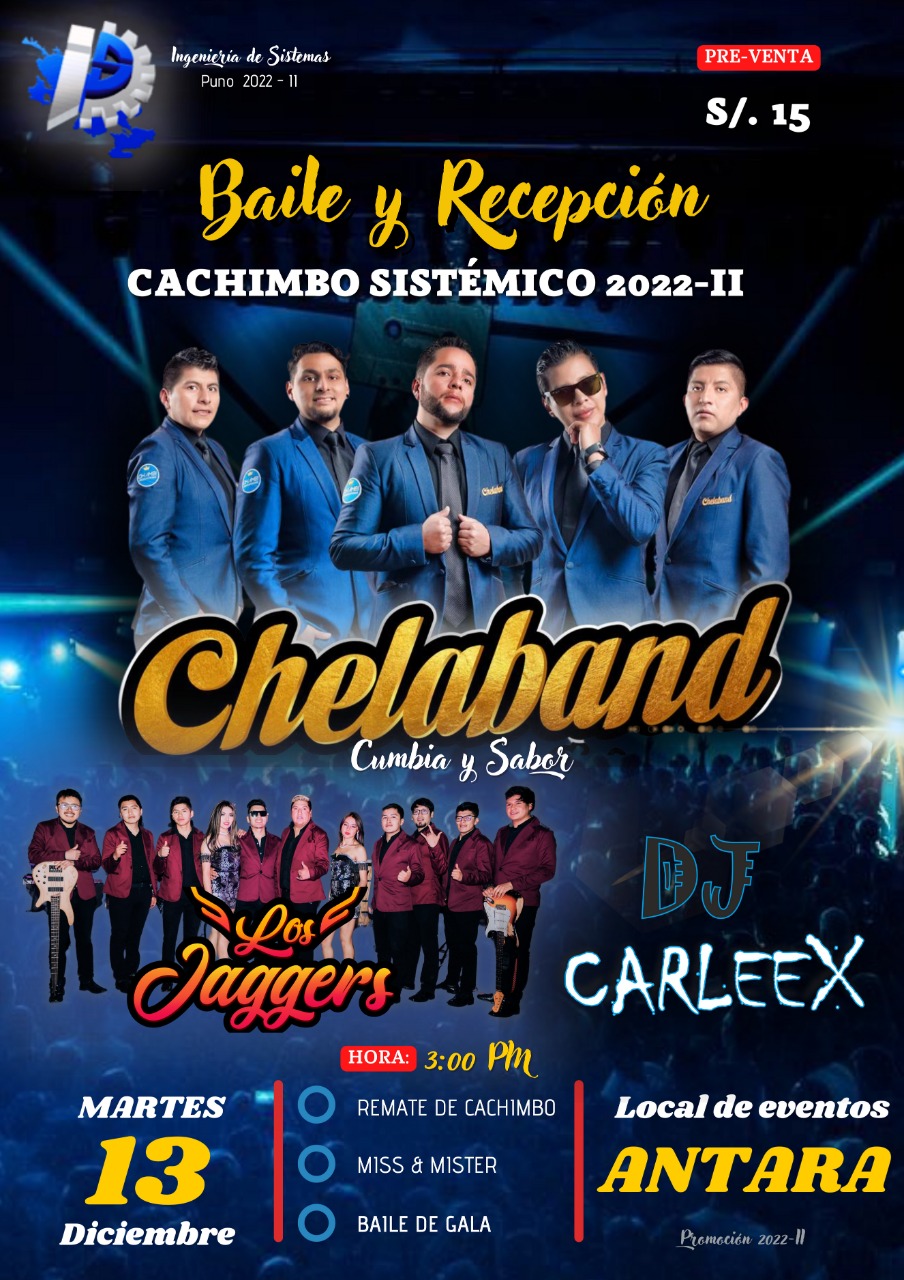 Ingeniería de Sistemas
Puno 2022 - II
PRE-VENTA
S/. 15
Baile y Recepción
CACHIMBO SISTÉMICO 2022-II
Chelaband
Chelaband
Chelaband
Cumbia y Sabor
Los
Jaggers
DJ
CARLEEX
HORA: 3:00 PM
MARTES
13
Diciembre
REMATE DE CACHIMBO
MISS & MISTER
BAILE DE GALA
Local de eventos
ANTARA
Promoción 2022-II